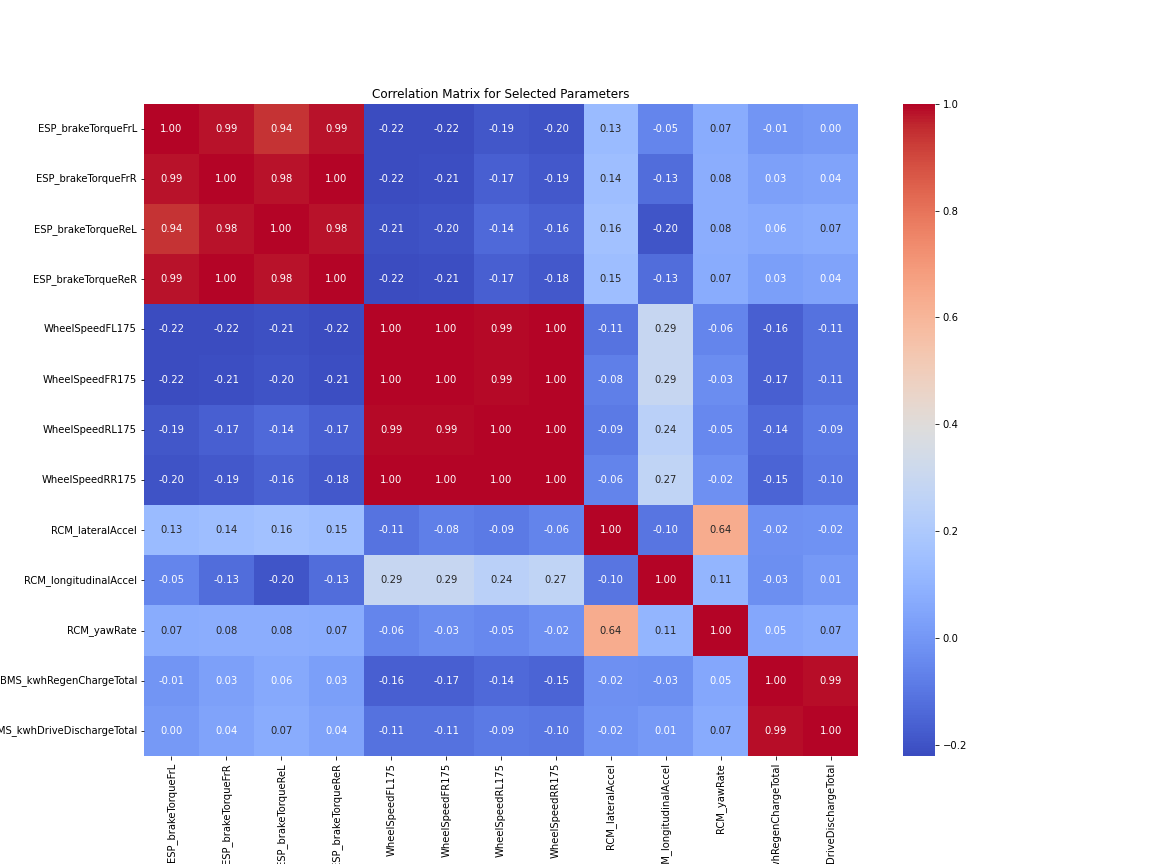 Correlation Matrix for Selected Parameters
ESP_brakeTorqueFrL 1.00 0.99 0.94 0.99 -0.22 -0.22 -0.19 -0.20 0.13 -0.05 0.07 -0.01 0.00
ESP_brakeTorqueFrR 0.99 1.00 0.98 1.00 -0.22 -0.21 -0.17 -0.19 0.14 -0.13 0.08 0.03 0.04
ESP_brakeTorqueReL 0.94 0.98 1.00 0.98 -0.21 -0.20 -0.14 -0.16 0.16 -0.20 0.08 0.06 0.07
ESP_brakeTorqueReR 0.99 1.00 0.98 1.00 -0.22 -0.21 -0.17 -0.18 0.15 -0.13 0.07 0.03 0.04
WheelSpeedFL175 -0.22 -0.22 -0.21 -0.22 1.00 1.00 0.99 1.00 -0.11 0.29 -0.06 -0.16 -0.11
WheelSpeedFR175 -0.22 -0.21 -0.20 -0.21 1.00 1.00 0.99 1.00 -0.08 0.29 -0.03 -0.17 -0.11
WheelSpeedRL175 -0.19 -0.17 -0.14 -0.17 0.99 0.99 1.00 1.00 -0.09 0.24 -0.05 -0.14 -0.09
WheelSpeedRR175 -0.20 -0.19 -0.16 -0.18 1.00 1.00 1.00 1.00 -0.06 0.27 -0.02 -0.15 -0.10
RCM_lateralAccel 0.13 0.14 0.16 0.15 -0.11 -0.08 -0.09 -0.06 1.00 -0.10 0.64 -0.02 -0.02
RCM_longitudinalAccel -0.05 -0.13 -0.20 -0.13 0.29 0.29 0.24 0.27 -0.10 1.00 0.11 -0.03 0.01
RCM_yawRate 0.07 0.08 0.08 0.07 -0.06 -0.03 -0.05 -0.02 0.64 0.11 1.00 0.05 0.07
BMS_kwhRegenChargeTotal -0.01 0.03 0.06 0.03 -0.16 -0.17 -0.14 -0.15 -0.02 -0.03 0.05 1.00 0.99
MS_kwhDriveDischargeTotal 0.00 0.04 0.07 0.04 -0.11 -0.11 -0.09 -0.10 -0.02 0.01 0.07 0.99 1.00
ESP_brakeTorqueFrL
ESP_brakeTorqueFrR
ESP_brakeTorqueReL
ESP_brakeTorqueReR
WheelSpeedFL175
WheelSpeedFR175
WheelSpeedRL175
WheelSpeedRR175
RCM_lateralAccel
M_longitudinalAccel
RCM_yawRate
whRegenChargeTotal
DriveDischargeTotal
1.0
0.8
0.6
0.4
0.2
0.0
−0.2